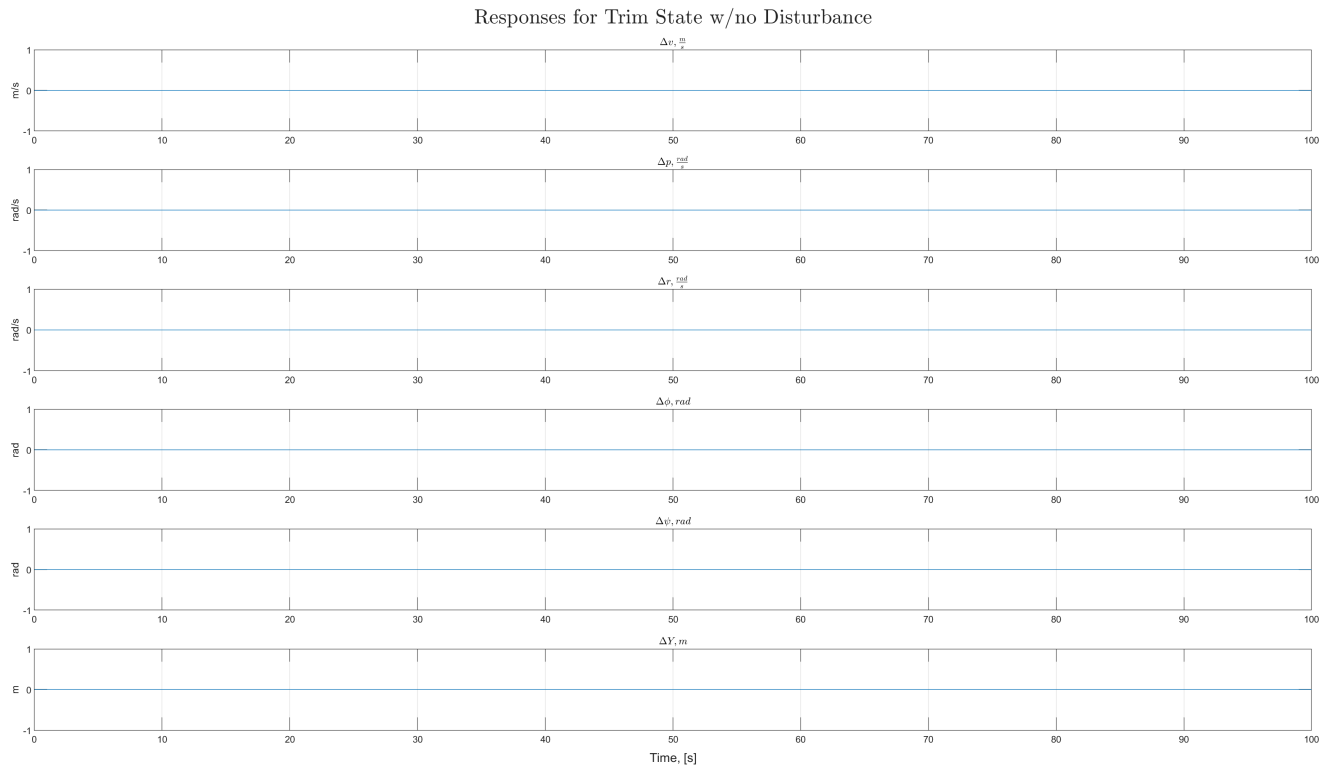 Responses for Trim State w/no Disturbance
Δv, m/s
1
m/s 0
-1
0 10 20 30 40 50 60 70 80 90 100
Δp, rad/s
1
rad/s 0
-1
0 10 20 30 40 50 60 70 80 90 100
Δr, rad/s
1
rad/s 0
-1
0 10 20 30 40 50 60 70 80 90 100
Δϕ, rad
1
rad 0
-1
0 10 20 30 40 50 60 70 80 90 100
Δψ, rad
1
rad 0
-1
0 10 20 30 40 50 60 70 80 90 100
ΔY, m
1
m 0
-1
0 10 20 30 40 50 60 70 80 90 100
Time, [s]